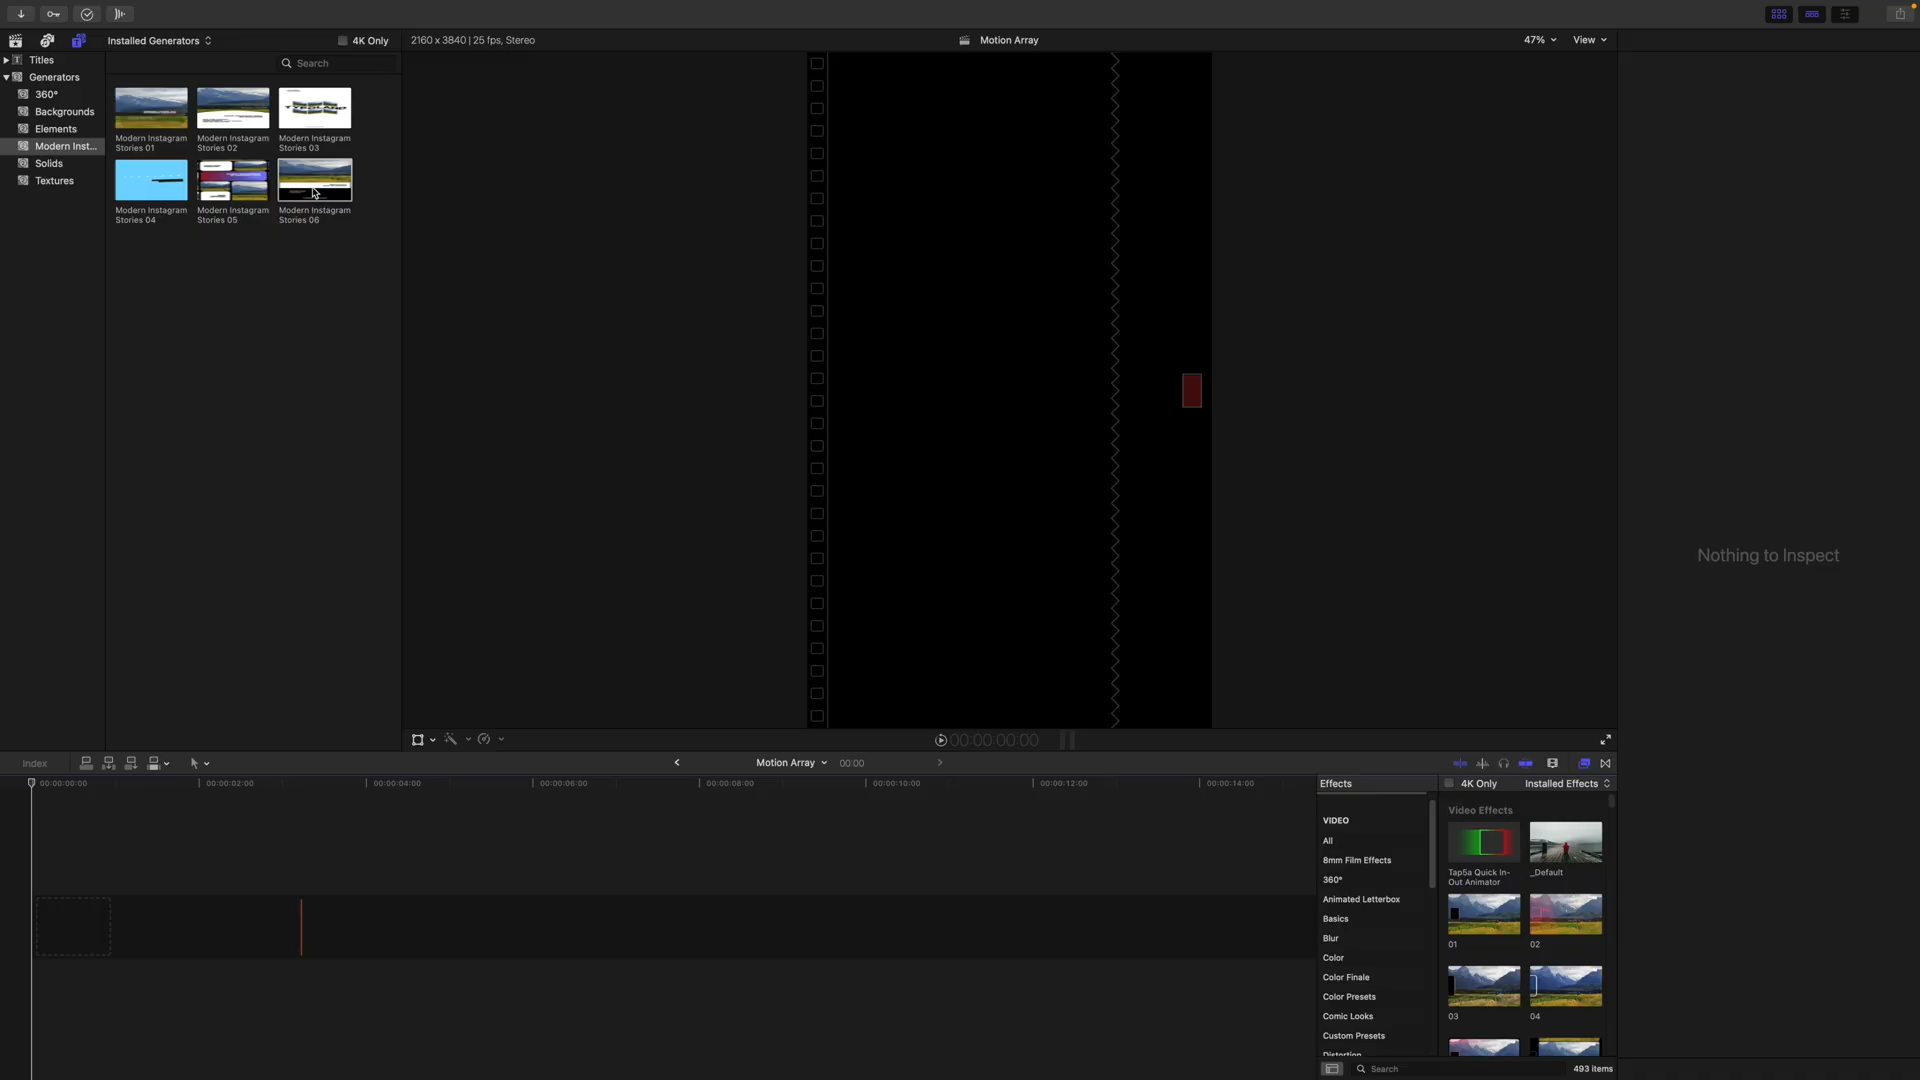 Installed Generators
4K Only
2160 x 3840 | 25 fps, Stereo
Motion Array
47%
View
Titles
Generators
360°
Backgrounds
Elements
Modern Inst...
Solids
Textures
Search
Modern Instagram
Stories 01
Modern Instagram
Stories 02
Modern Instagram
Stories 03
Modern Instagram
Stories 04
Modern Instagram
Stories 05
Modern Instagram
Stories 06
Nothing to Inspect
00:00:00:00
Index
Motion Array
00:00
00:00:00:00
00:00:02:00
00:00:04:00
00:00:06:00
00:00:08:00
00:00:10:00
00:00:12:00
00:00:14:00
Effects
4K Only
Installed Effects
VIDEO
All
8mm Film Effects
360°
Animated Letterbox
Basics
Blur
Color
Color Finale
Color Presets
Comic Looks
Custom Presets
Distortion
Video Effects
Tap5a Quick In-
Out Animator
_Default
01
02
03
04
Search
493 items